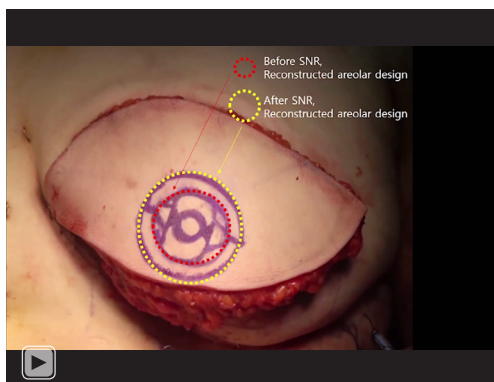 Before SNR,
Reconstructed areolar design
After SNR,
Reconstructed areolar design